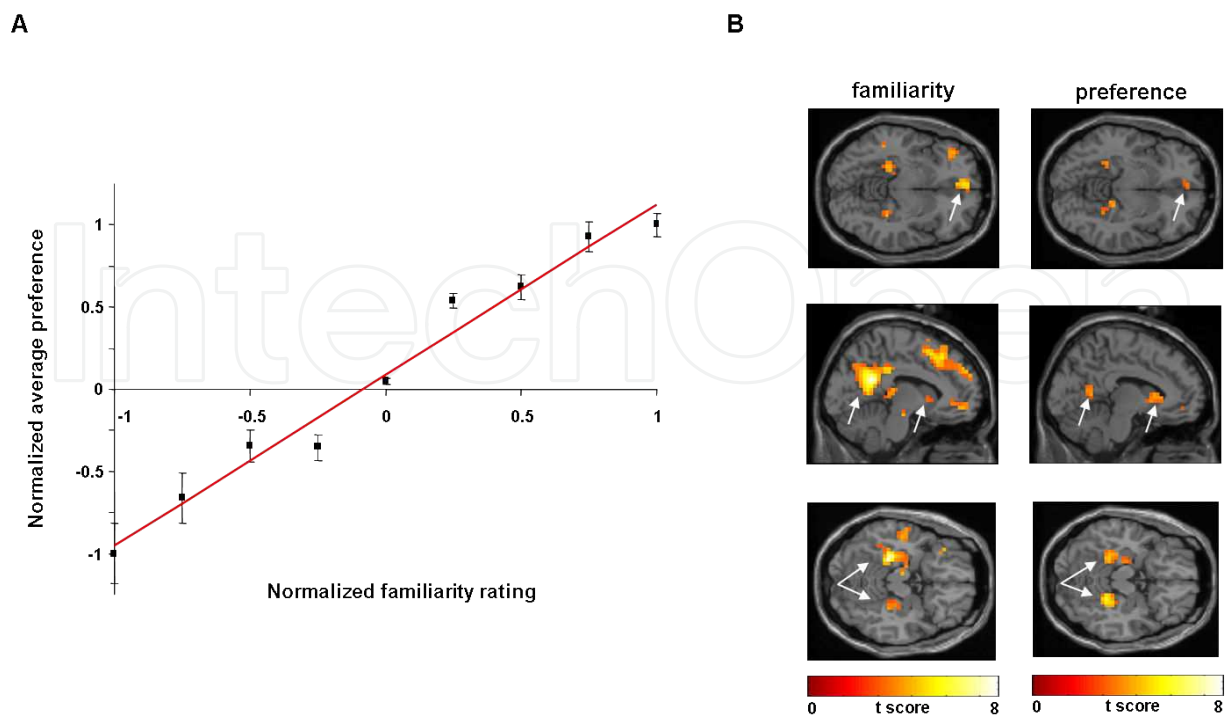 A
B
familiarity
preference
Normalized average preference
1
0.5
0
-0.5
-1
-1
-0.5
0
0.5
1
Normalized familiarity rating
IntechOpen
0 t score 8
0 t score 8